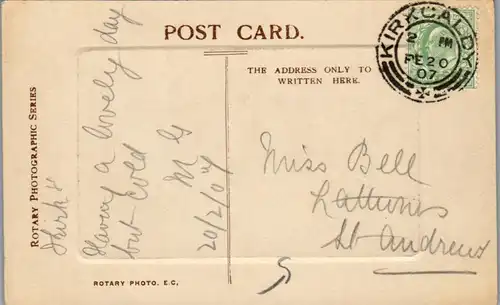 POST CARD.
THE ADDRESS ONLY TO
WRITTEN HERE.
KIRKCALDY
2 PM
FE 20
07
ROTARY PHOTOGRAPHIC SERIES
Having a lovely day
but cold
M G
20/2/07
Miss Bell
St Andrews
ROTARY PHOTO. E.C,